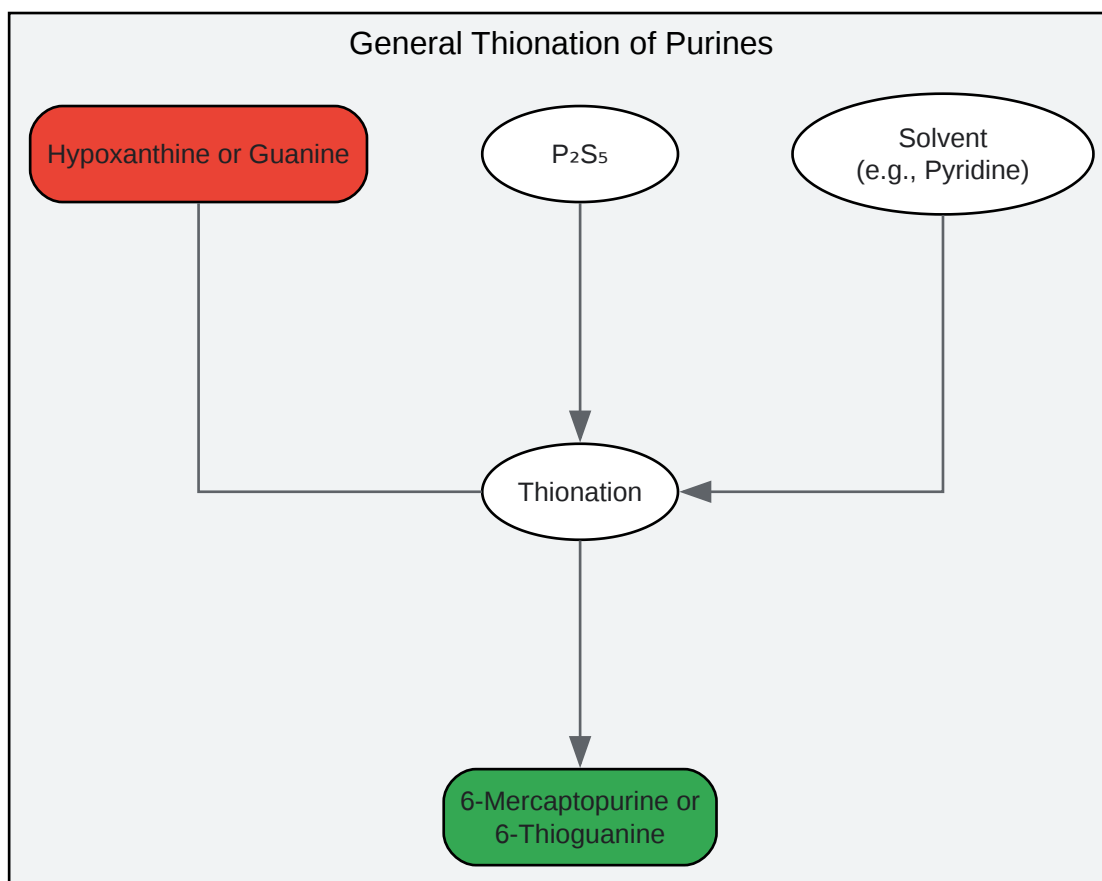 General Thionation of Purines
Hypoxanthine or Guanine
P₂S₅
Solvent
(e.g., Pyridine)
Thionation
6-Mercaptopurine or
6-Thioguanine